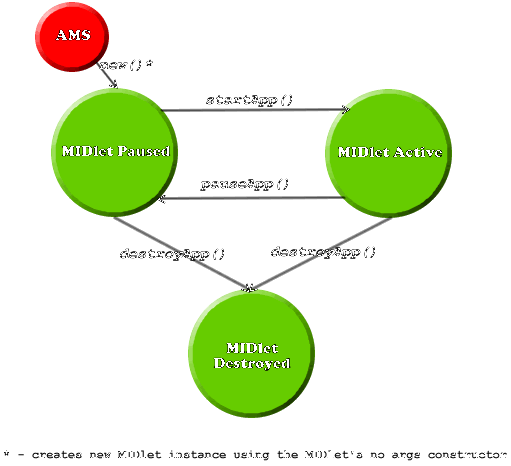 AMS
new()*
startApp()
MIDlet Paused
MIDlet Active
pauseApp()
destroyApp()
destroyApp()
MIDlet
Destroyed
* - creates new MIDlet instance using the MIDlet's no args constructor